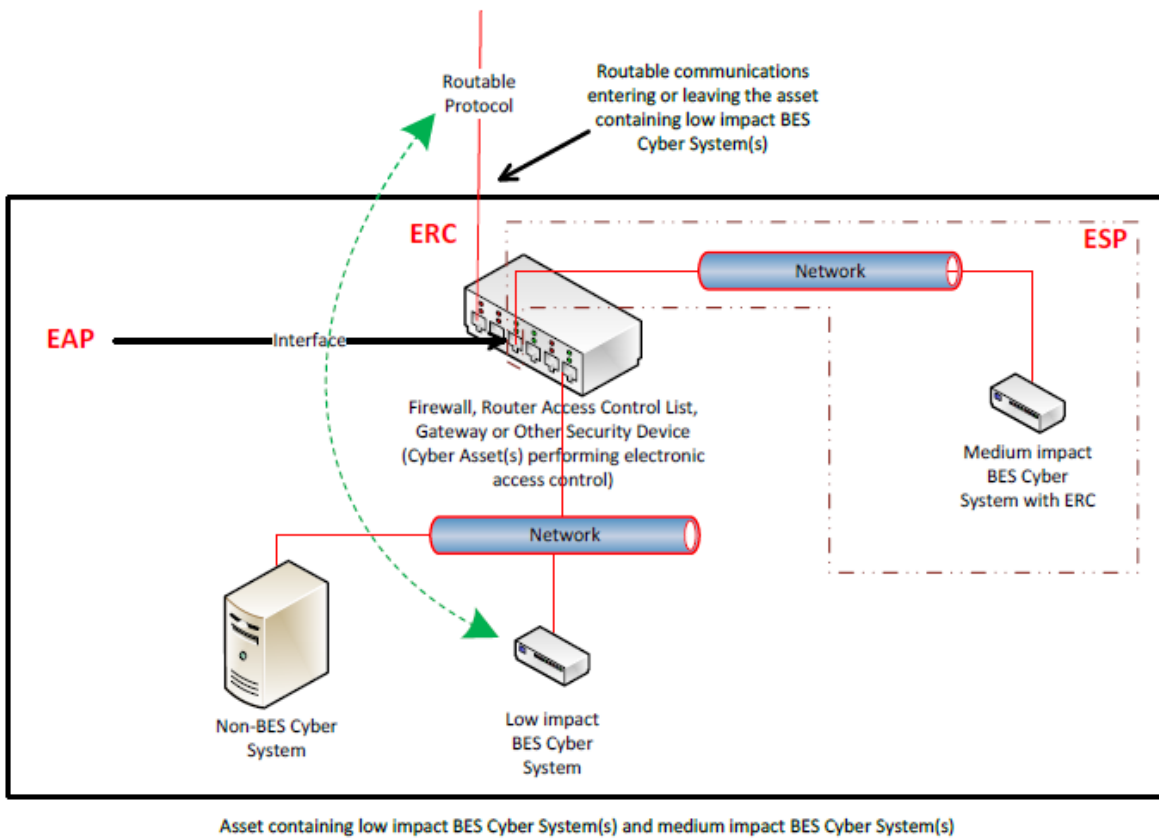 Routable
Protocol
Routable communications
entering or leaving the asset
containing low impact BES
Cyber System(s)
ERC
ESP
Network
EAP
Interface
Firewall, Router Access Control List,
Gateway or Other Security Device
(Cyber Asset(s) performing electronic
access control)
Medium impact
BES Cyber
System with ERC
Network
Non-BES Cyber
System
Low impact
BES Cyber
System
Asset containing low impact BES Cyber System(s) and medium impact BES Cyber System(s)